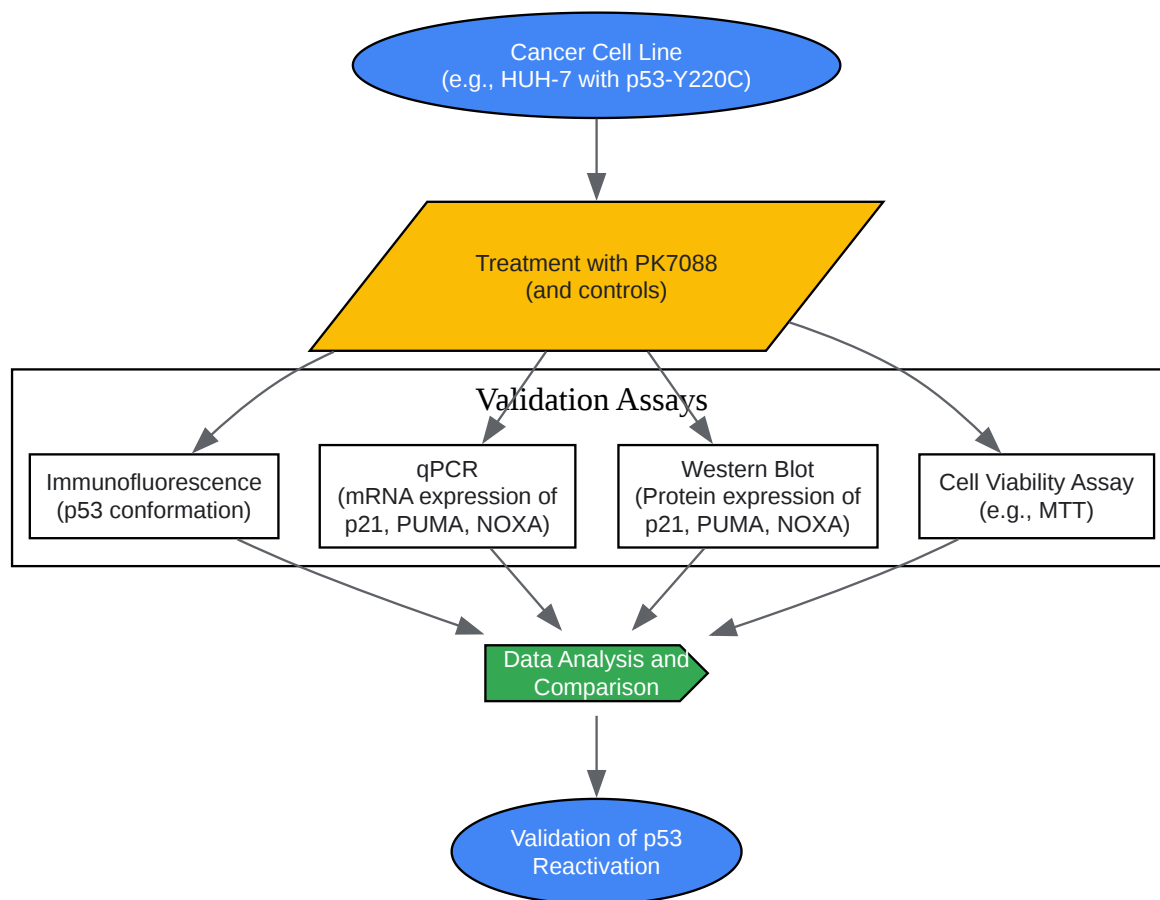 Cancer Cell Line
(e.g., HUH-7 with p53-Y220C)
Treatment with PK7088
(and controls)
Validation Assays
Immunofluorescence
(p53 conformation)
qPCR
(mRNA expression of
p21, PUMA, NOXA)
Western Blot
(Protein expression of
p21, PUMA, NOXA)
Cell Viability Assay
(e.g., MTT)
Data Analysis and
Comparison
Validation of p53
Reactivation